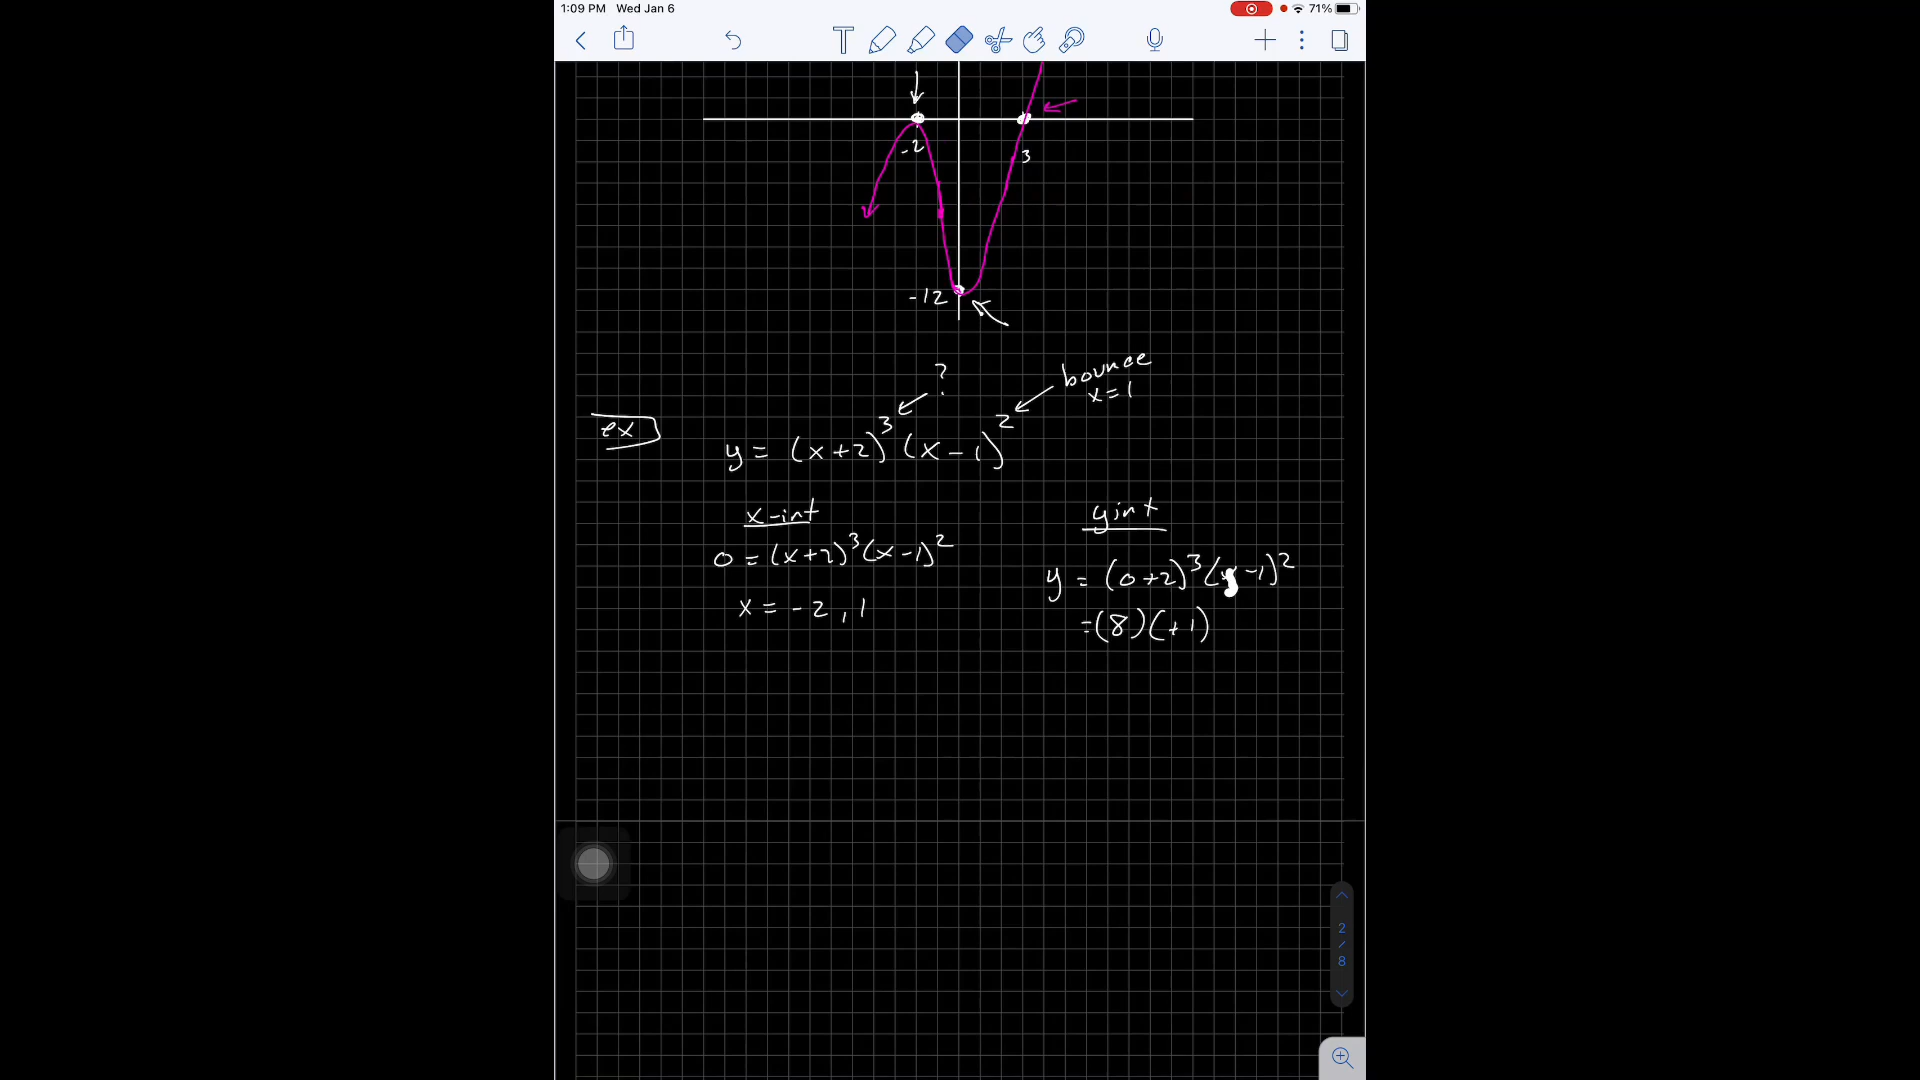 1:09 PM Wed Jan 6
71%
T
-2
3
-12
?
bounce
x=1
ex
y = (x+2)³ (x-1)²
x-int
y int
0 = (x+2)³(x-1)²
y = (0+2)³( -1)²
x = -2, 1
=(8)(+1)
2
/
8